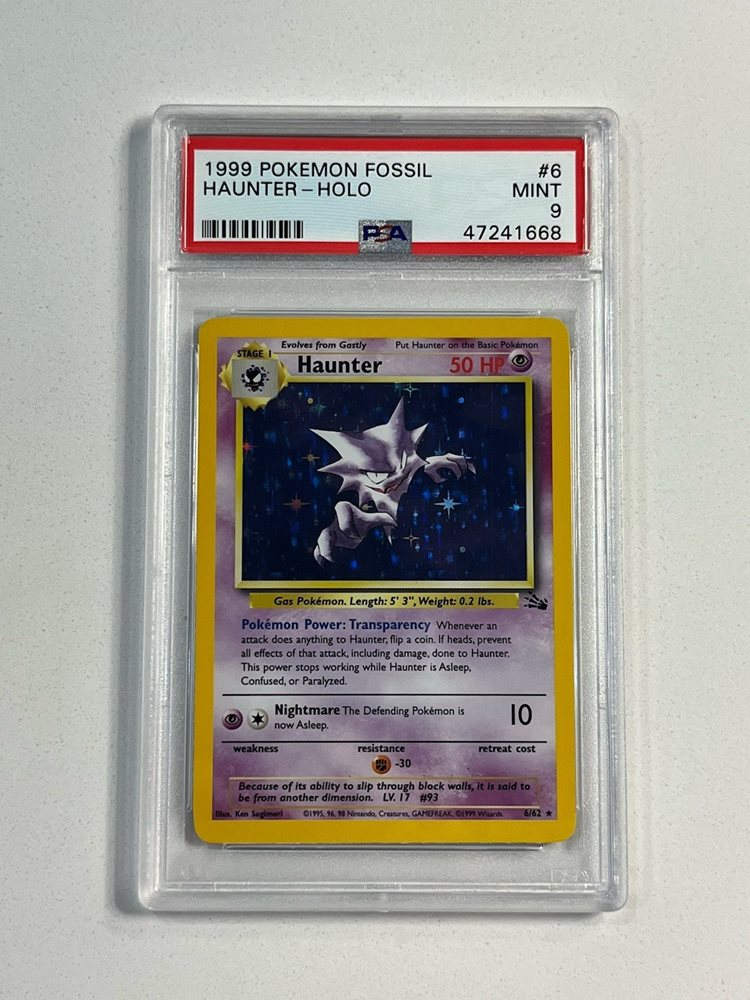 1999 POKEMON FOSSIL #6
HAUNTER – HOLO MINT
9
PSA 47241668
Evolves from Gastly Put Haunter on the Basic Pokémon
STAGE 1
Haunter 50 HP
Gas Pokémon. Length: 5' 3", Weight: 0.2 lbs.
Pokémon Power: Transparency Whenever an
attack does anything to Haunter, flip a coin. If heads, prevent
all effects of that attack, including damage, done to Haunter.
This power stops working while Haunter is Asleep,
Confused, or Paralyzed.
Nightmare The Defending Pokémon is
now Asleep. 10
weakness resistance retreat cost
-30
Because of its ability to slip through block walls, it is said to
be from another dimension. LV. 17 #93
Illus. Ken Sugimori ©1995, 96, 98 Nintendo, Creatures, GAMEFREAK. ©1999 Wizards. 6/62 ★